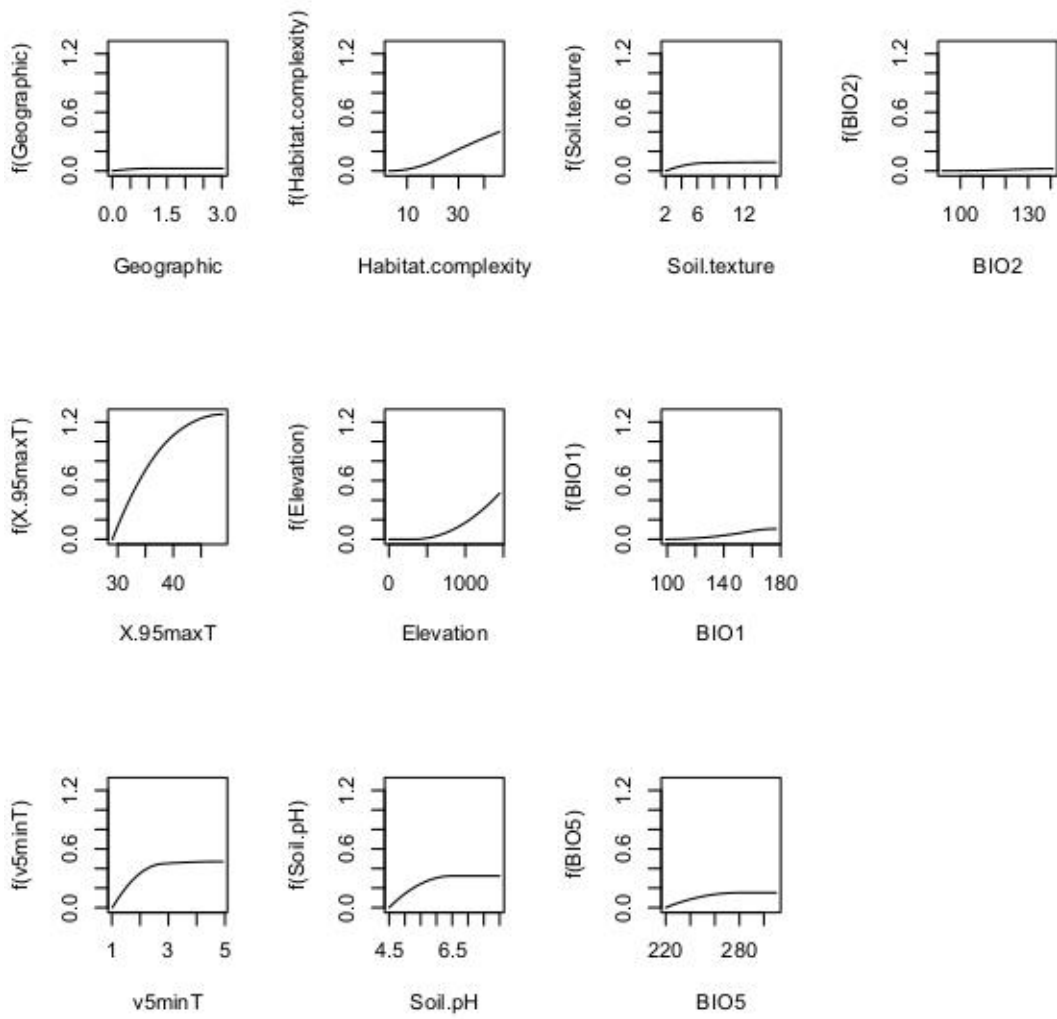 f(Geographic)
1.2
0.6
0.0
0.0 1.5 3.0
Geographic
f(Habitat.complexity)
1.2
0.6
0.0
10 30
Habitat.complexity
f(Soil.texture)
1.2
0.6
0.0
2 6 12
Soil.texture
f(BIO2)
1.2
0.6
0.0
100 130
BIO2
f(X.95maxT)
1.2
0.6
0.0
30 40
X.95maxT
f(Elevation)
1.2
0.6
0.0
0 1000
Elevation
f(BIO1)
1.2
0.6
0.0
100 140 180
BIO1
f(v5minT)
1.2
0.6
0.0
1 3 5
v5minT
f(Soil.pH)
1.2
0.6
0.0
4.5 6.5
Soil.pH
f(BIO5)
1.2
0.6
0.0
220 280
BIO5